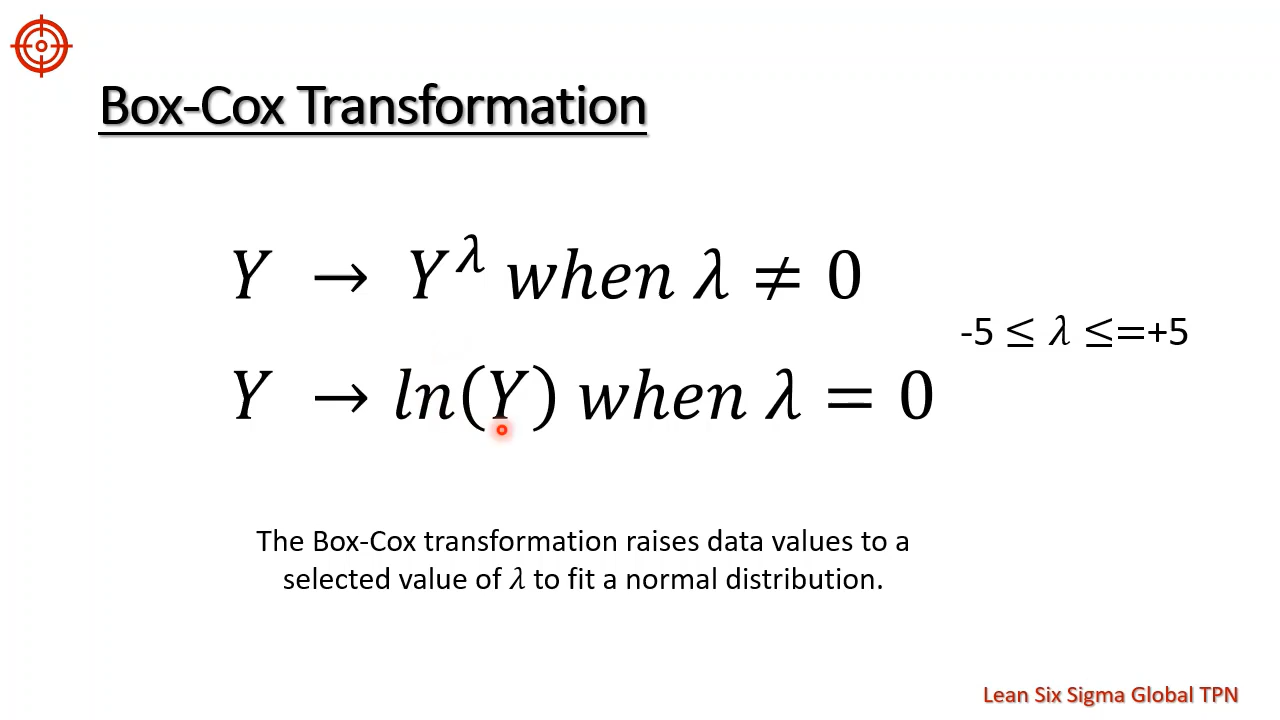 Box-Cox Transformation
Y → Y^λ when λ ≠ 0
-5 ≤ λ ≤=+5
Y → ln(Y) when λ = 0
The Box-Cox transformation raises data values to a
selected value of λ to fit a normal distribution.
Lean Six Sigma Global TPN